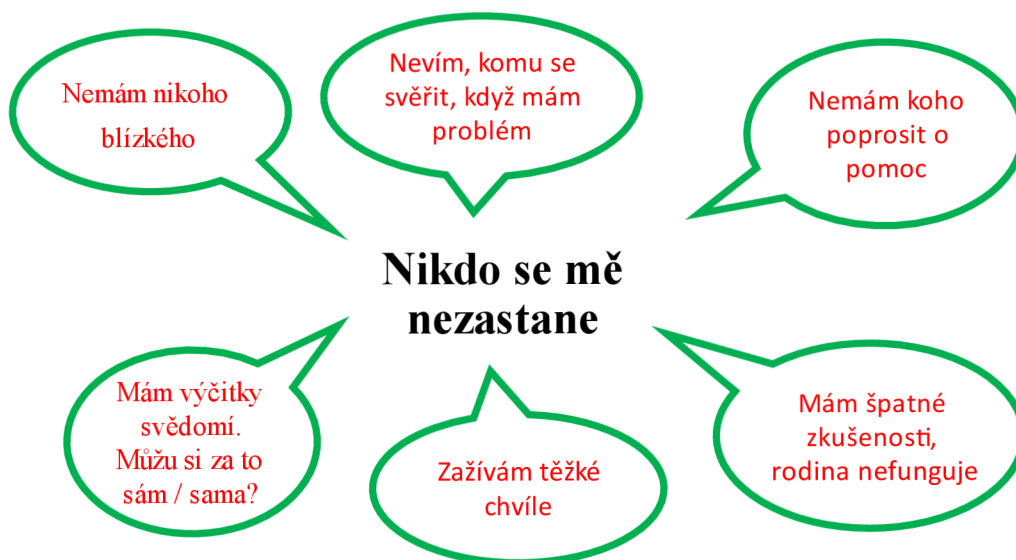 Nemám nikoho
blízkého
Nevím, komu se
svěřit, když mám
problém
Nemám koho
poprosit o
pomoc
Nikdo se mě
nezastane
Mám výčitky
svědomí.
Můžu si za to
sám / sama?
Zažívám těžké
chvíle
Mám špatné
zkušenosti,
rodina nefunguje